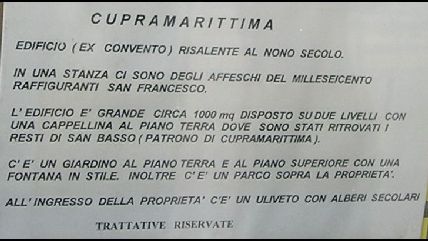 CUPRAMARITTIMA
EDIFICIO (EX CONVENTO) RISALENTE AL NONO SECOLO.
IN UNA STANZA CI SONO DEGLI AFFESCHI DEL MILLESEICENTO
RAFFIGURANTI SAN FRANCESCO.
L'EDIFICIO E' GRANDE CIRCA 1000 mq DISPOSTO SU DUE LIVELLI CON
UNA CAPPELLINA AL PIANO TERRA DOVE SONO STATI RITROVATI I
RESTI DI SAN BASSO (PATRONO DI CUPRAMARITTIMA).
C'E' UN GIARDINO AL PIANO TERRA E AL PIANO SUPERIORE CON UNA
FONTANA IN STILE. INOLTRE C'E' UN PARCO SOPRA LA PROPRIETA'.
ALL'INGRESSO DELLA PROPRIETA' C'E' UN ULIVETO CON ALBERI SECOLARI
TRATTATIVE RISERVATE